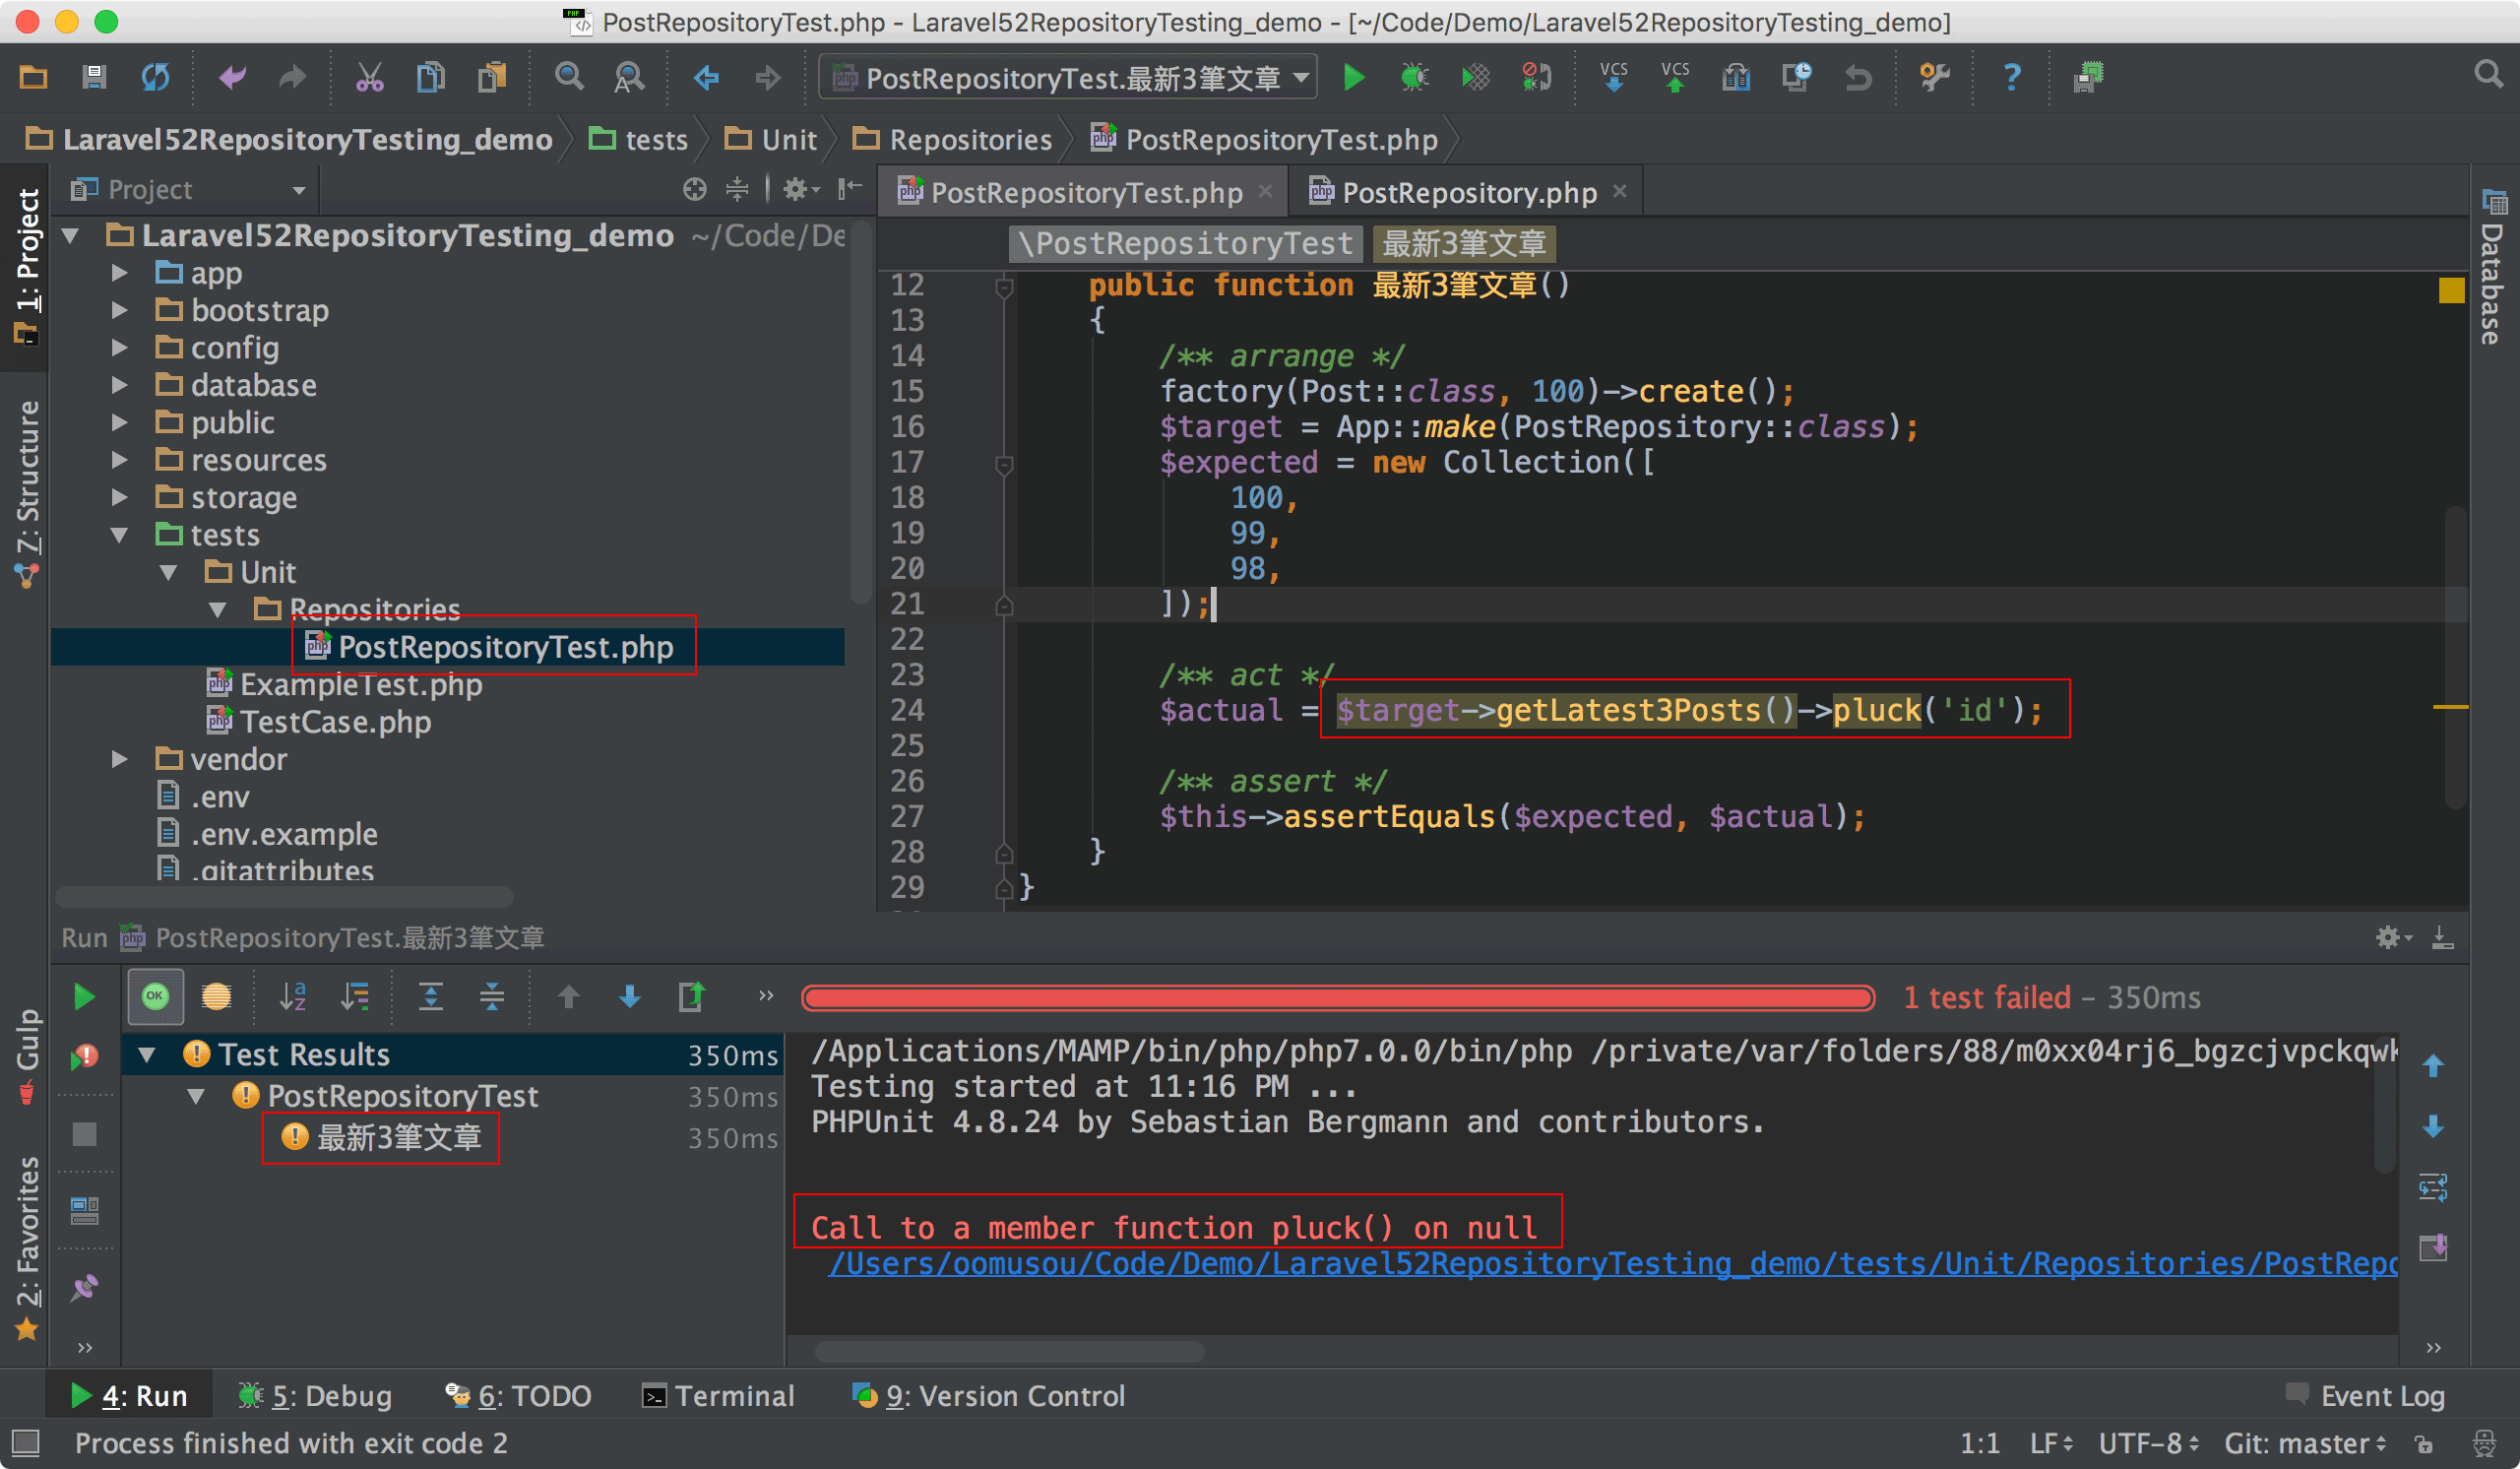 PostRepositoryTest.php - Laravel52RepositoryTesting_demo - [~/Code/Demo/Laravel52RepositoryTesting_demo]
PostRepositoryTest.最新3筆文章
VCS
VCS
Laravel52RepositoryTesting_demo
tests
Unit
Repositories
PostRepositoryTest.php
1: Project
Z: Structure
Gulp
2: Favorites
Project
Laravel52RepositoryTesting_demo ~/Code/De
app
bootstrap
config
database
public
resources
storage
tests
Unit
Repositories
PostRepositoryTest.php
ExampleTest.php
TestCase.php
vendor
.env
.env.example
.gitattributes
PostRepositoryTest.php
PostRepository.php
\PostRepositoryTest
最新3筆文章
12 public function 最新3筆文章()
13 {
14 /** arrange */
15 factory(Post::class, 100)->create();
16 $target = App::make(PostRepository::class);
17 $expected = new Collection([
18 100,
19 99,
20 98,
21 ]);
22
23 /** act */
24 $actual = $target->getLatest3Posts()->pluck('id');
25
26 /** assert */
27 $this->assertEquals($expected, $actual);
28 }
29 }
Database
Run PostRepositoryTest.最新3筆文章
OK
1 test failed – 350ms
Test Results 350ms
PostRepositoryTest 350ms
最新3筆文章 350ms
/Applications/MAMP/bin/php/php7.0.0/bin/php /private/var/folders/88/m0xx04rj6_bgzcjvpckqwk
Testing started at 11:16 PM ...
PHPUnit 4.8.24 by Sebastian Bergmann and contributors.
Call to a member function pluck() on null
/Users/oomusou/Code/Demo/Laravel52RepositoryTesting_demo/tests/Unit/Repositories/PostRepo
4: Run
5: Debug
6: TODO
Terminal
9: Version Control
Event Log
Process finished with exit code 2
1:1
LF
UTF-8
Git: master